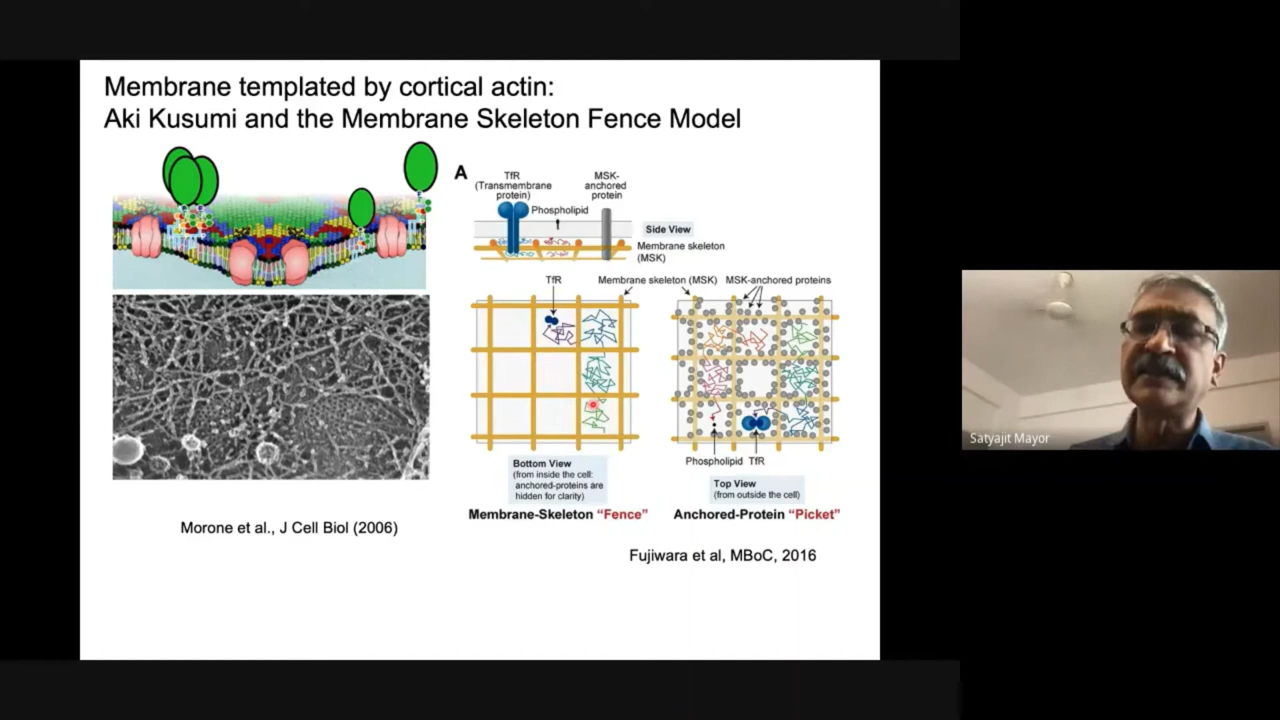 Membrane templated by cortical actin:
Aki Kusumi and the Membrane Skeleton Fence Model
A
TfR
(Transmembrane
protein)
MSK-
anchored
protein
Phospholipid
Side View
Membrane skeleton
(MSK)
TfR
Membrane skeleton (MSK)
MSK-anchored proteins
Phospholipid
TfR
Bottom View
(from inside the cell:
anchored-proteins are
hidden for clarity)
Top View
(from outside the cell)
Membrane-Skeleton “Fence”
Anchored-Protein “Picket”
Morone et al., J Cell Biol (2006)
Fujiwara et al, MBoC, 2016
Satyajit Mayor